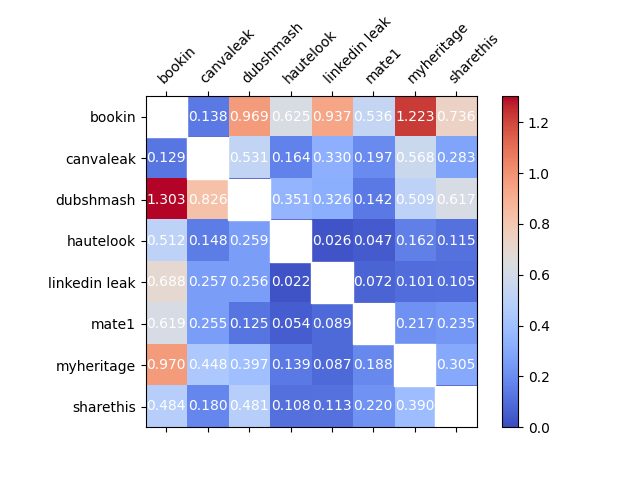 bookin canvaleak dubshmash hautelook linkedin leak mate1 myheritage sharethis
bookin 0.138 0.969 0.625 0.937 0.536 1.223 0.736
canvaleak 0.129 0.531 0.164 0.330 0.197 0.568 0.283
dubshmash 1.303 0.826 0.351 0.326 0.142 0.509 0.617
hautelook 0.512 0.148 0.259 0.026 0.047 0.162 0.115
linkedin leak 0.688 0.257 0.256 0.022 0.072 0.101 0.105
mate1 0.619 0.255 0.125 0.054 0.089 0.217 0.235
myheritage 0.970 0.448 0.397 0.139 0.087 0.188 0.305
sharethis 0.484 0.180 0.481 0.108 0.113 0.220 0.390
1.2
1.0
0.8
0.6
0.4
0.2
0.0